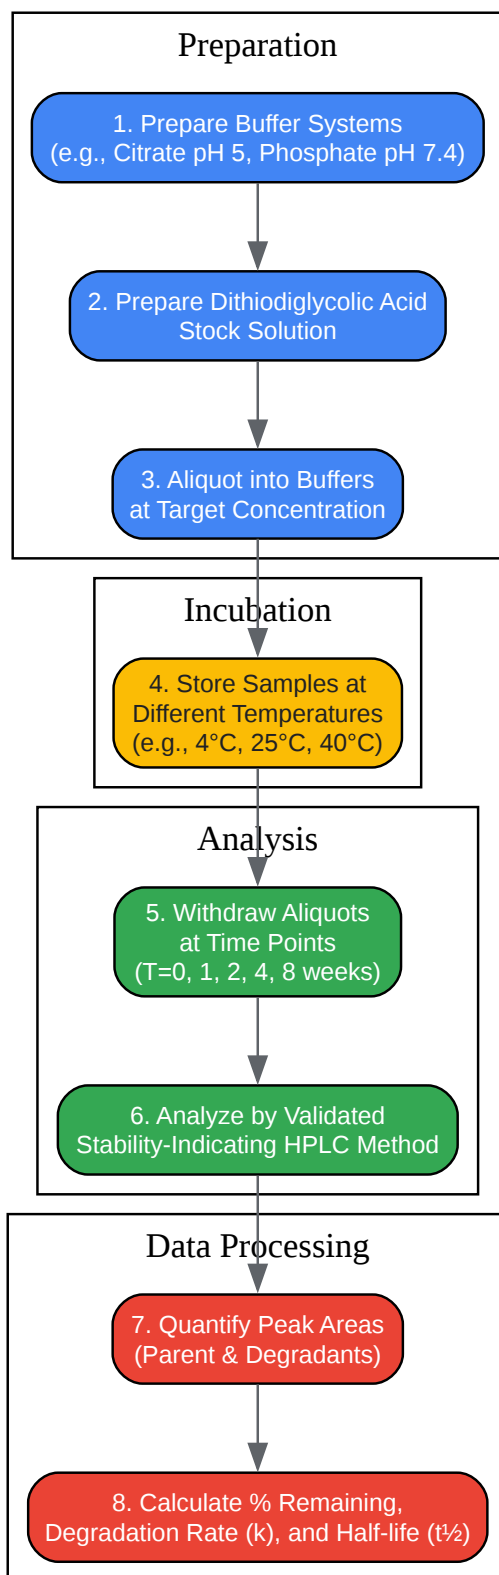 Preparation
1. Prepare Buffer Systems
(e.g., Citrate pH 5, Phosphate pH 7.4)
2. Prepare Dithiodiglycolic Acid
Stock Solution
3. Aliquot into Buffers
at Target Concentration
Incubation
4. Store Samples at
Different Temperatures
(e.g., 4°C, 25°C, 40°C)
Analysis
5. Withdraw Aliquots
at Time Points
(T=0, 1, 2, 4, 8 weeks)
6. Analyze by Validated
Stability-Indicating HPLC Method
Data Processing
7. Quantify Peak Areas
(Parent & Degradants)
8. Calculate % Remaining,
Degradation Rate (k), and Half-life (t½)